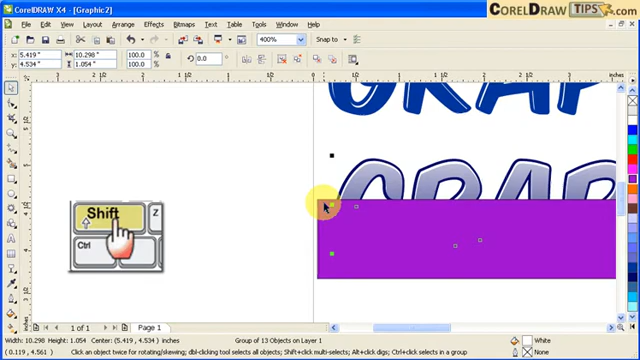 CorelDRAW X4 - [Graphic2]
CORELDRAW TIPS.com
File Edit View Layout Arrange Effects Bitmaps Text Table Tools Window Help
400% Snap to
x: 5.419 " 10.298 " 100.0 %
y: 4.534 " 1.054 " 100.0 % 0.0
inches
GRAP
GRAPH
Shift Z
Ctrl
1 of 1 Page 1
Width: 10.298 Height: 1.054 Center: (5.419, 4.534) inches Group of 13 Objects on Layer 1 White
( 0.119 , 4.561 ) Click an object twice for rotating/skewing; dbl-clicking tool selects all objects; Shift+click multi-selects; Alt+click digs; Ctrl+click selects in a group